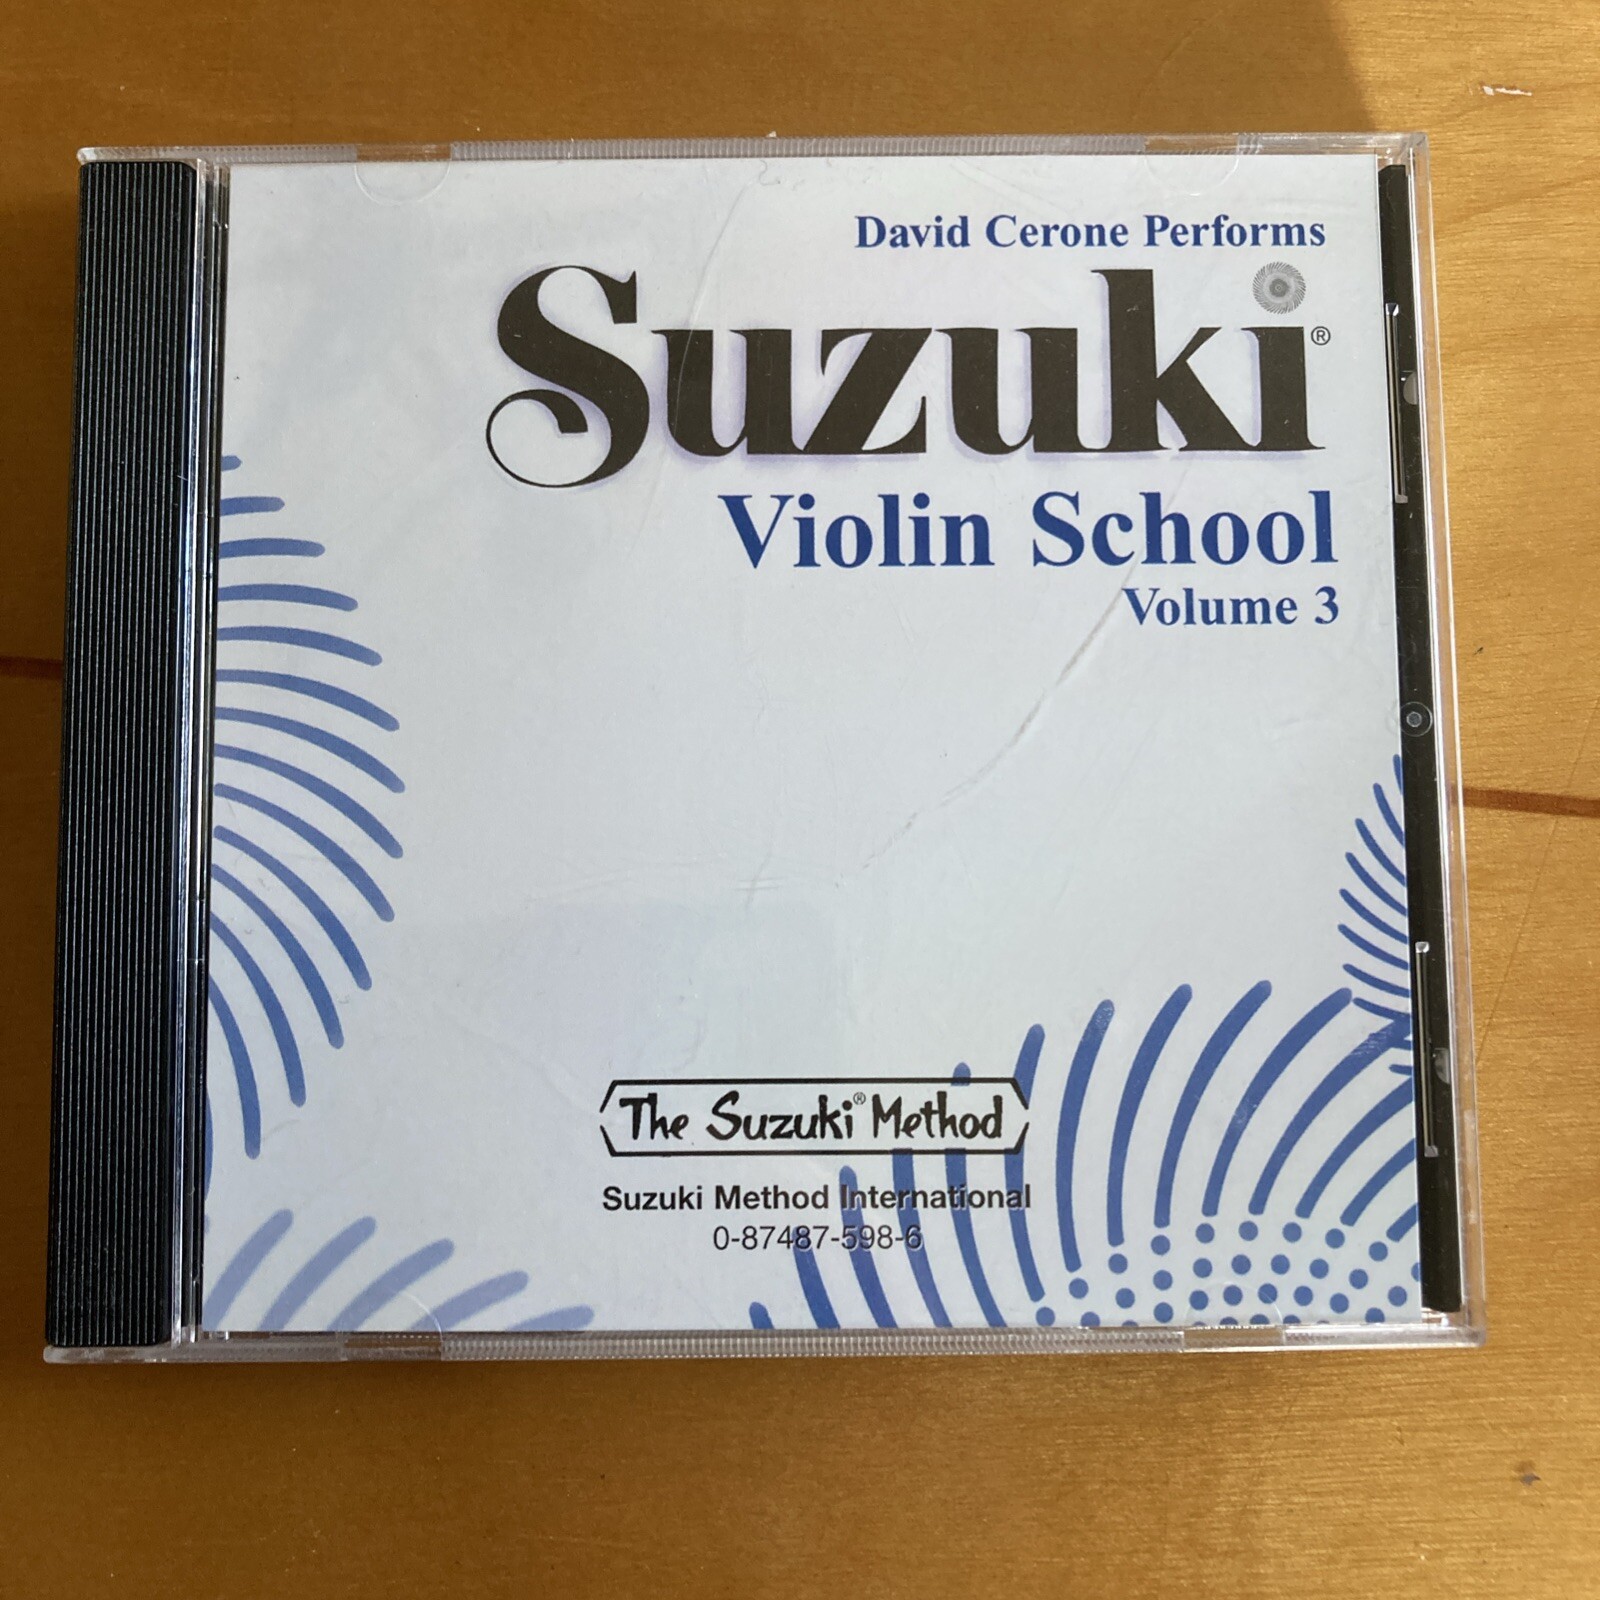 David Cerone Performs
Suzuki®
Violin School
Volume 3
The Suzuki® Method
Suzuki Method International
0-87487-598-6